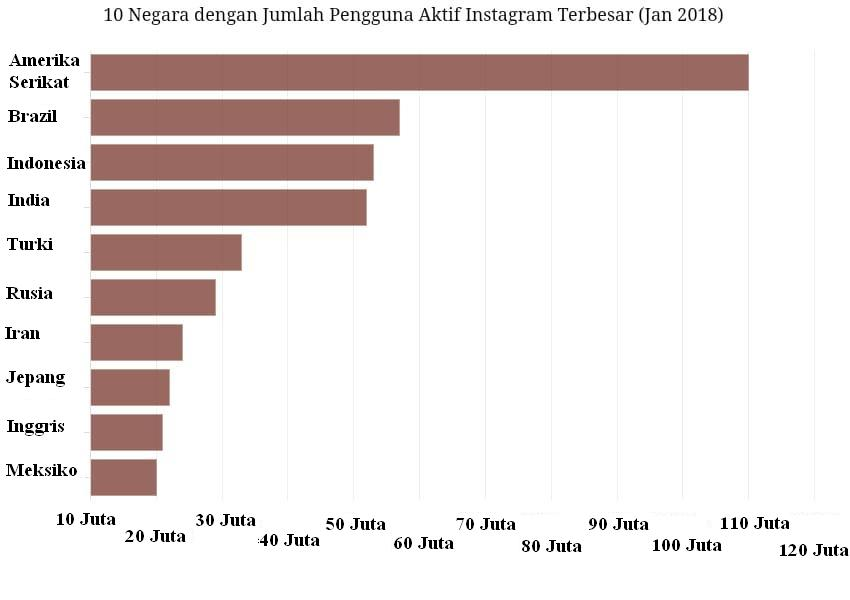 10 Negara dengan Jumlah Pengguna Aktif Instagram Terbesar (Jan 2018)
Amerika
Serikat
Brazil
Indonesia
India
Turki
Rusia
Iran
Jepang
Inggris
Meksiko
10 Juta
20 Juta
30 Juta
40 Juta
50 Juta
60 Juta
70 Juta
80 Juta
90 Juta
100 Juta
110 Juta
120 Juta